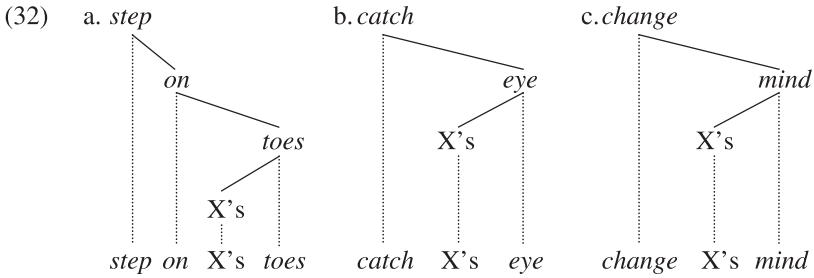 (32) a. step b. catch c. change
on eye mind
toes X's X's
X's
step on X's toes catch X's eye change X's mind